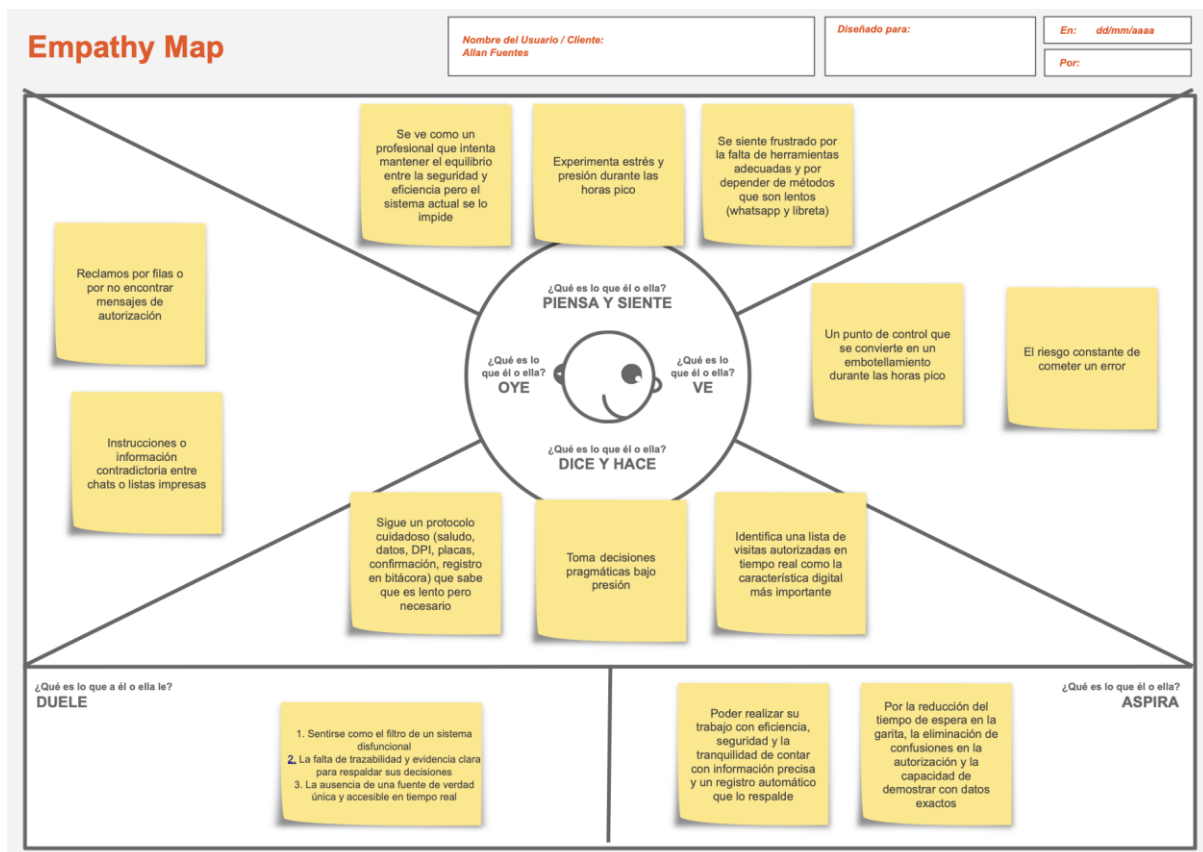 Empathy Map
Nombre del Usuario / Cliente:
Allan Fuentes
Diseñado para:
En: dd/mm/aaaa
Por:
Se ve como un
profesional que intenta
mantener el equilibrio
entre la seguridad y
eficiencia pero el
sistema actual se lo
impide
Experimenta estrés y
presión durante las
horas pico
Se siente frustrado por
la falta de herramientas
adecuadas y por
depender de métodos
que son lentos
(whatsapp y libreta)
Reclamos por filas o
por no encontrar
mensajes de
autorización
Instrucciones o
información
contradictoria entre
chats o listas impresas
¿Qué es lo que él o ella?
PIENSA Y SIENTE
¿Qué es lo
que él o ella?
OYE
¿Qué es lo
que él o ella?
VE
¿Qué es lo que él o ella?
DICE Y HACE
Un punto de control que
se convierte en un
embotellamiento
durante las horas pico
El riesgo constante de
cometer un error
Sigue un protocolo
cuidadoso (saludo,
datos, DPI, placas,
confirmación, registro
en bitácora) que sabe
que es lento pero
necesario
Toma decisiones
pragmáticas bajo
presión
Identifica una lista de
visitas autorizadas en
tiempo real como la
característica digital
más importante
¿Qué es lo que a él o ella le?
DUELE
1. Sentirse como el filtro de un sistema
disfuncional
2. La falta de trazabilidad y evidencia clara
para respaldar sus decisiones
3. La ausencia de una fuente de verdad
única y accesible en tiempo real
¿Qué es lo que él o ella?
ASPIRA
Poder realizar su
trabajo con eficiencia,
seguridad y la
tranquilidad de contar
con información precisa
y un registro automático
que lo respalde
Por la reducción del
tiempo de espera en la
garita, la eliminación de
confusiones en la
autorización y la
capacidad de
demostrar con datos
exactos